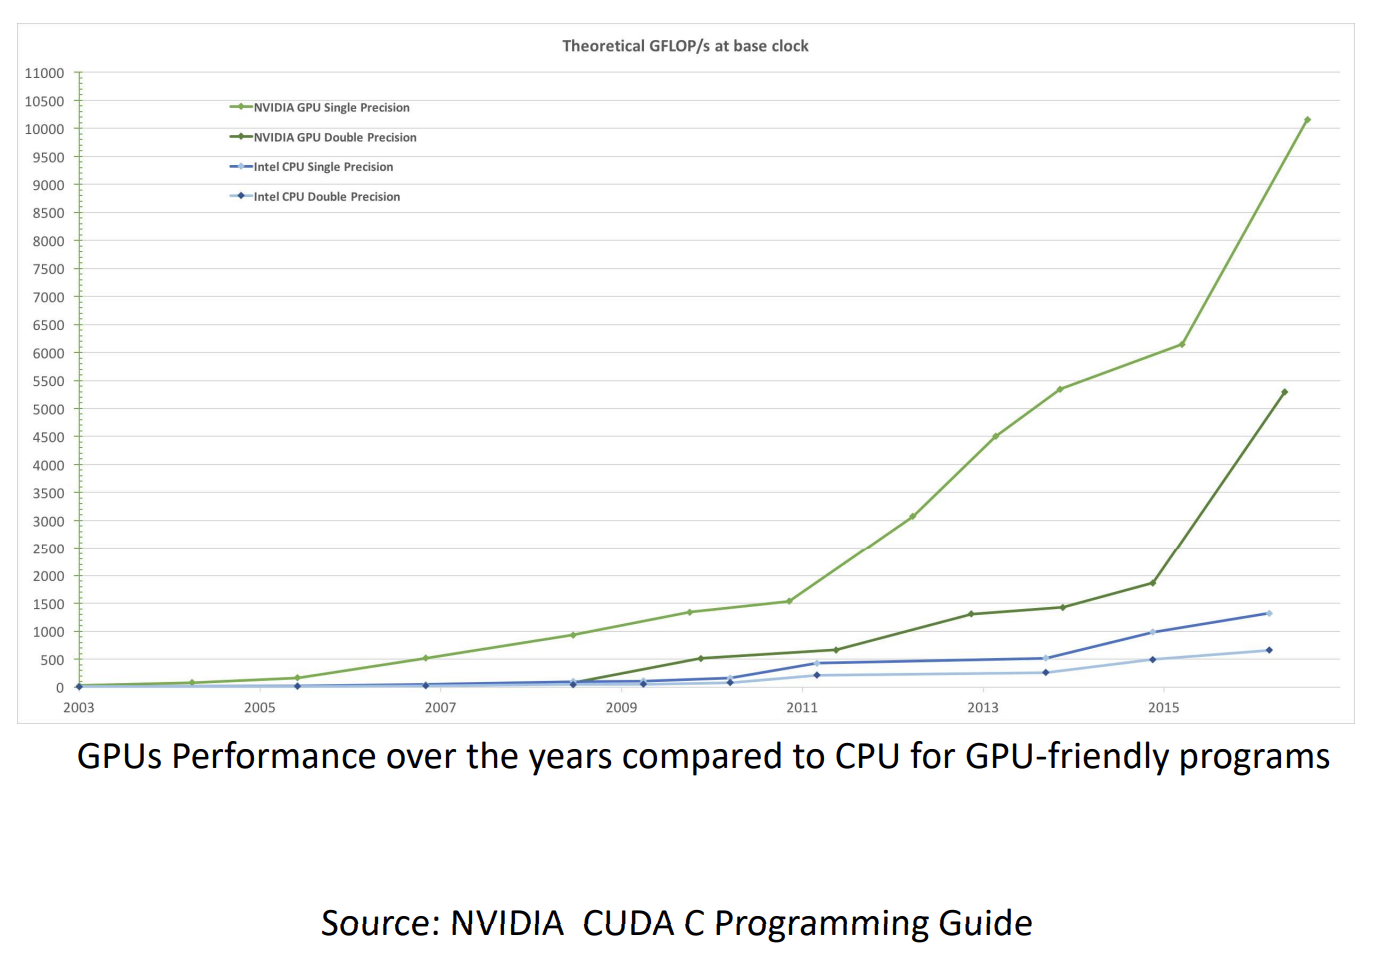 Theoretical GFLOP/s at base clock
11000
10500
10000
9500
9000
8500
8000
7500
7000
6500
6000
5500
5000
4500
4000
3500
3000
2500
2000
1500
1000
500
0
NVIDIA GPU Single Precision
NVIDIA GPU Double Precision
Intel CPU Single Precision
Intel CPU Double Precision
2003 2005 2007 2009 2011 2013 2015
GPUs Performance over the years compared to CPU for GPU-friendly programs
Source: NVIDIA  CUDA C Programming Guide